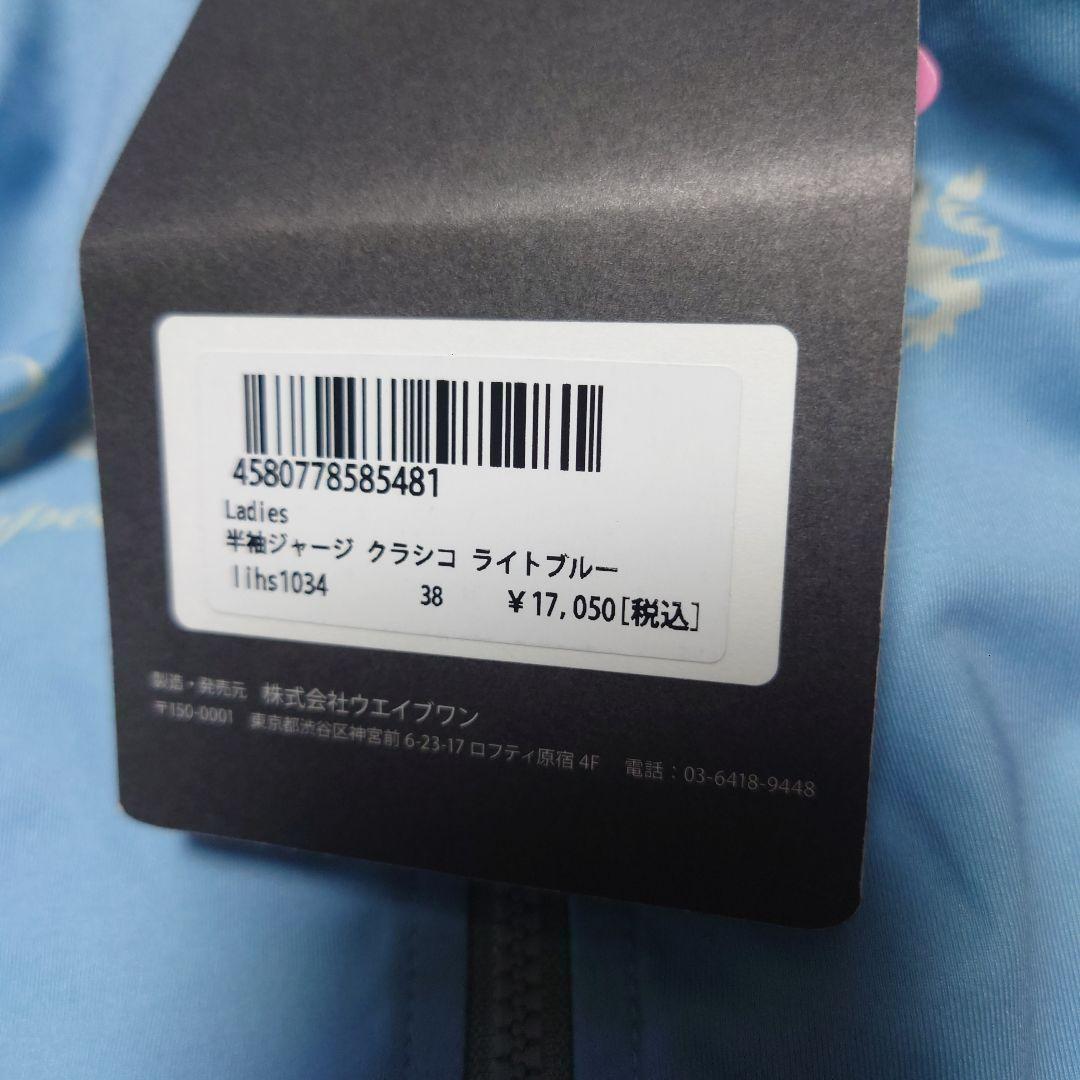 4580778585481
Ladies
半袖ジャージ クラシコ ライトブルー
lihs1034 38 ¥17,050[税込]
製造・発売元 株式会社ウエイブワン
〒150-0001 東京都渋谷区神宮前 6-23-17 ロフティ原宿 4F 電話：03-6418-9448